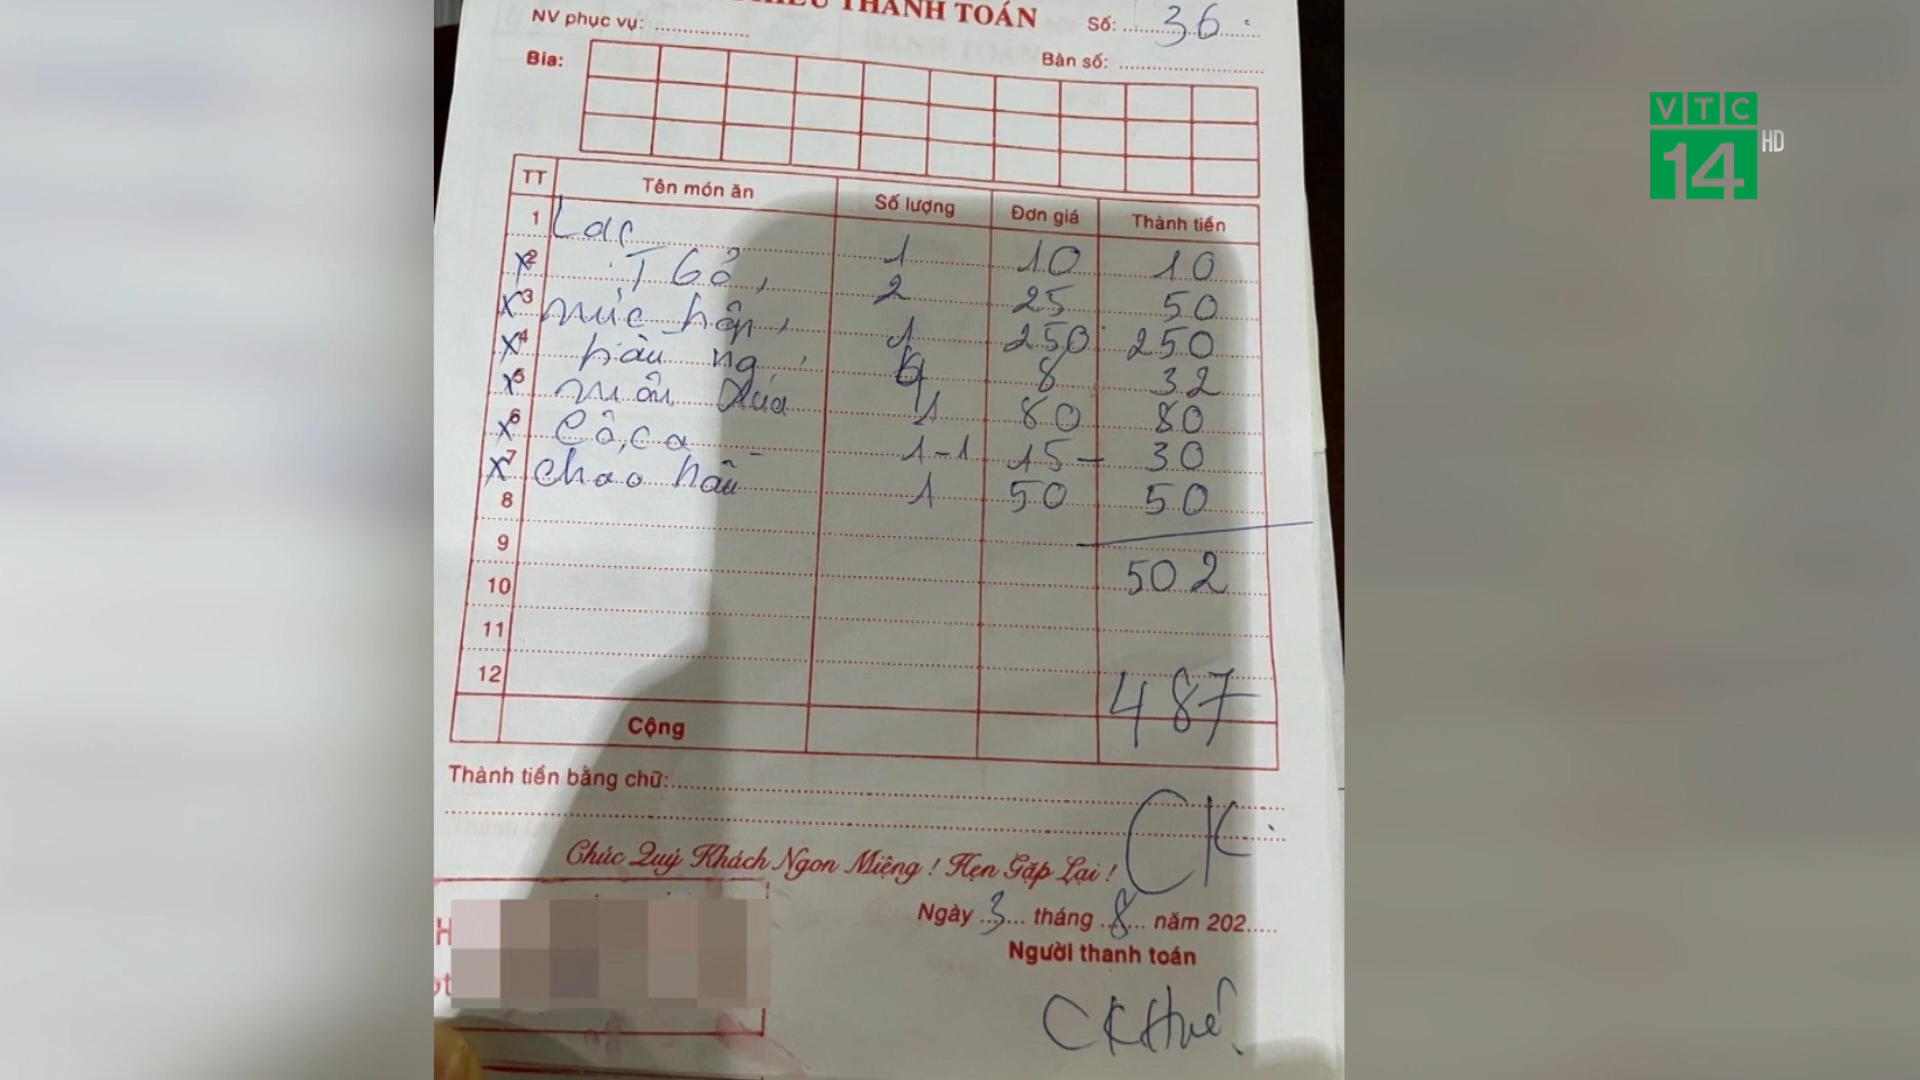 PHIẾU THANH TOÁN
NV phục vụ: ............... Số: ....36.
Bia: Bàn số: ...............
VTC
14 HD
TT Tên món ăn Số lượng Đơn giá Thành tiền
1 Lạc 1 10 10
x 2 2 25 50
x 3 mực hấp, 1 250 250
x 4 hàu ng, 4 8 32
x 5 1 80 80
x 6 Cô,ca 1-1 15 30
x 7 chao hàu 1 50 50
8
9
502
10
11
12
487
Cộng
Thành tiền bằng chữ:...............
CK
Chúc Quý Khách Ngon Miệng ! Hẹn Gặp Lại !
Ngày ..3... tháng ..8... năm 202.....
Người thanh toán
CK Huế